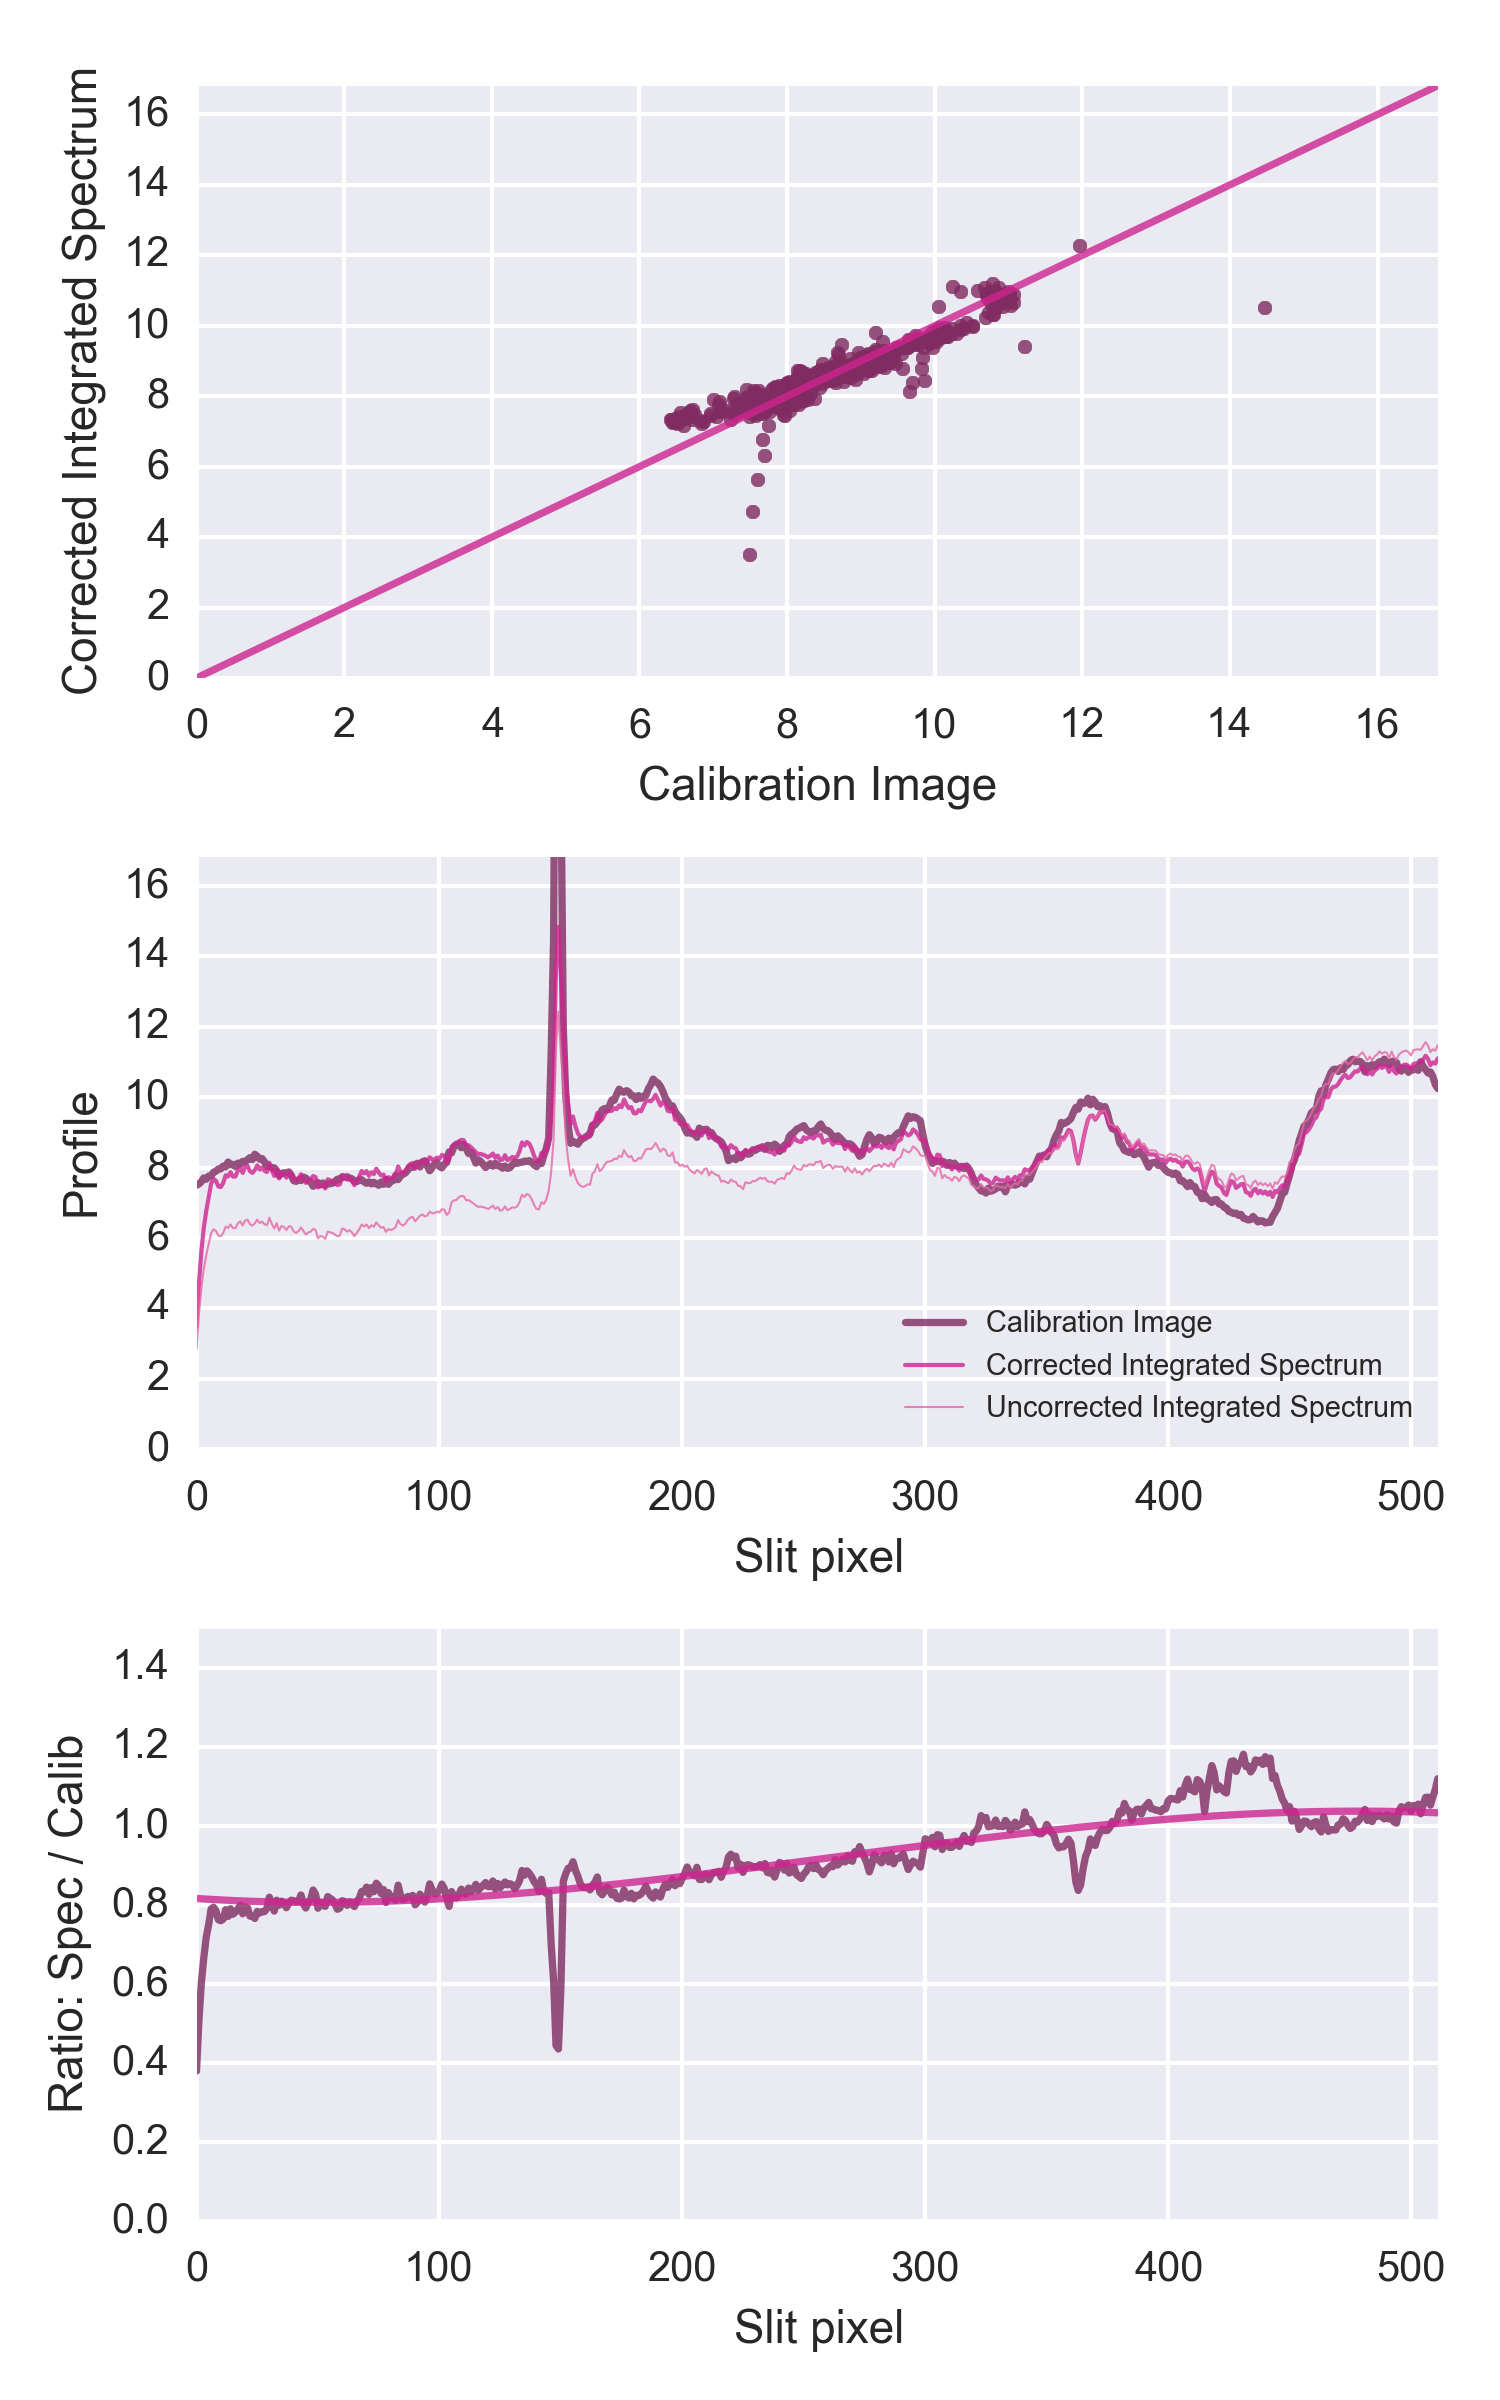 Corrected Integrated Spectrum
16
14
12
10
8
6
4
2
0
0 2 4 6 8 10 12 14 16
Calibration Image
Profile
16
14
12
10
8
6
4
2
0
Calibration Image
Corrected Integrated Spectrum
Uncorrected Integrated Spectrum
0 100 200 300 400 500
Slit pixel
Ratio: Spec / Calib
1.4
1.2
1.0
0.8
0.6
0.4
0.2
0.0
0 100 200 300 400 500
Slit pixel